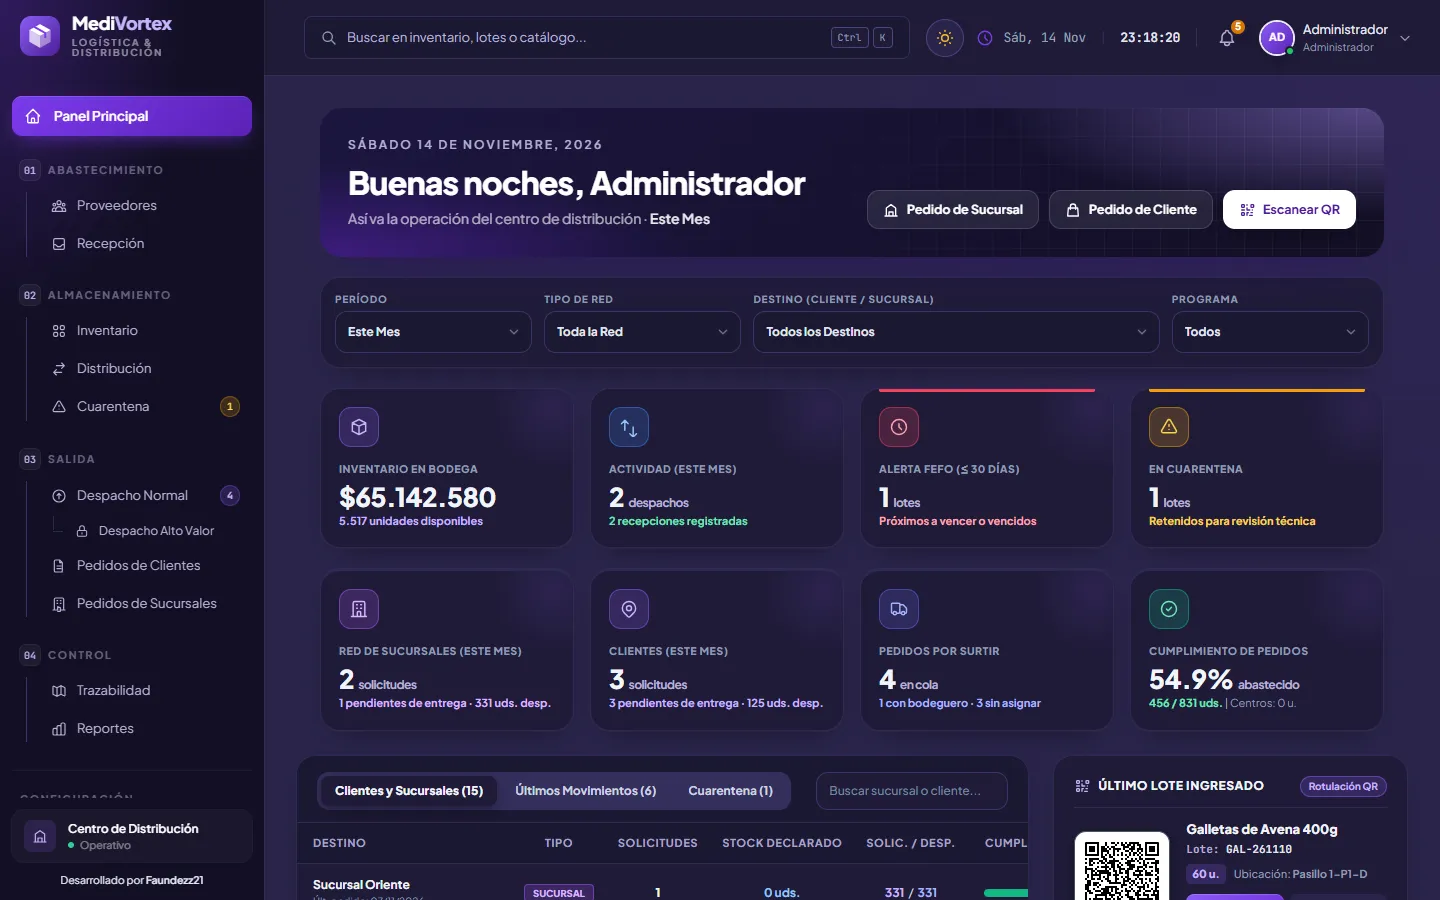 MediVortex
LOGÍSTICA &
DISTRIBUCIÓN
Buscar en inventario, lotes o catálogo...
Ctrl K
Sáb, 14 Nov
23:18:20
5
AD
Administrador
Administrador
Panel Principal
01 ABASTECIMIENTO
Proveedores
Recepción
02 ALMACENAMIENTO
Inventario
Distribución
Cuarentena 1
03 SALIDA
Despacho Normal 4
Despacho Alto Valor
Pedidos de Clientes
Pedidos de Sucursales
04 CONTROL
Trazabilidad
Reportes
CONFIGURACIÓN
Centro de Distribución
Operativo
Desarrollado por Faundezz21
SÁBADO 14 DE NOVIEMBRE, 2026
Buenas noches, Administrador
Así va la operación del centro de distribución · Este Mes
Pedido de Sucursal
Pedido de Cliente
Escanear QR
PERÍODO
Este Mes
TIPO DE RED
Toda la Red
DESTINO (CLIENTE / SUCURSAL)
Todos los Destinos
PROGRAMA
Todos
INVENTARIO EN BODEGA
$65.142.580
5.517 unidades disponibles
ACTIVIDAD (ESTE MES)
2 despachos
2 recepciones registradas
ALERTA FEFO (≤ 30 DÍAS)
1 lotes
Próximos a vencer o vencidos
EN CUARENTENA
1 lotes
Retenidos para revisión técnica
RED DE SUCURSALES (ESTE MES)
2 solicitudes
1 pendientes de entrega · 331 uds. desp.
CLIENTES (ESTE MES)
3 solicitudes
3 pendientes de entrega · 125 uds. desp.
PEDIDOS POR SURTIR
4 en cola
1 con bodeguero · 3 sin asignar
CUMPLIMIENTO DE PEDIDOS
54.9% abastecido
456 / 831 uds. | Centros: 0 u.
Clientes y Sucursales (15)
Últimos Movimientos (6)
Cuarentena (1)
Buscar sucursal o cliente...
DESTINO TIPO SOLICITUDES STOCK DECLARADO SOLIC. / DESP. CUMPL
Sucursal Oriente SUCURSAL 1 0 uds. 331 / 331
ÚLTIMO LOTE INGRESADO
Rotulación QR
Galletas de Avena 400g
Lote: GAL-261110
60 u. Ubicación: Pasillo 1-P1-D